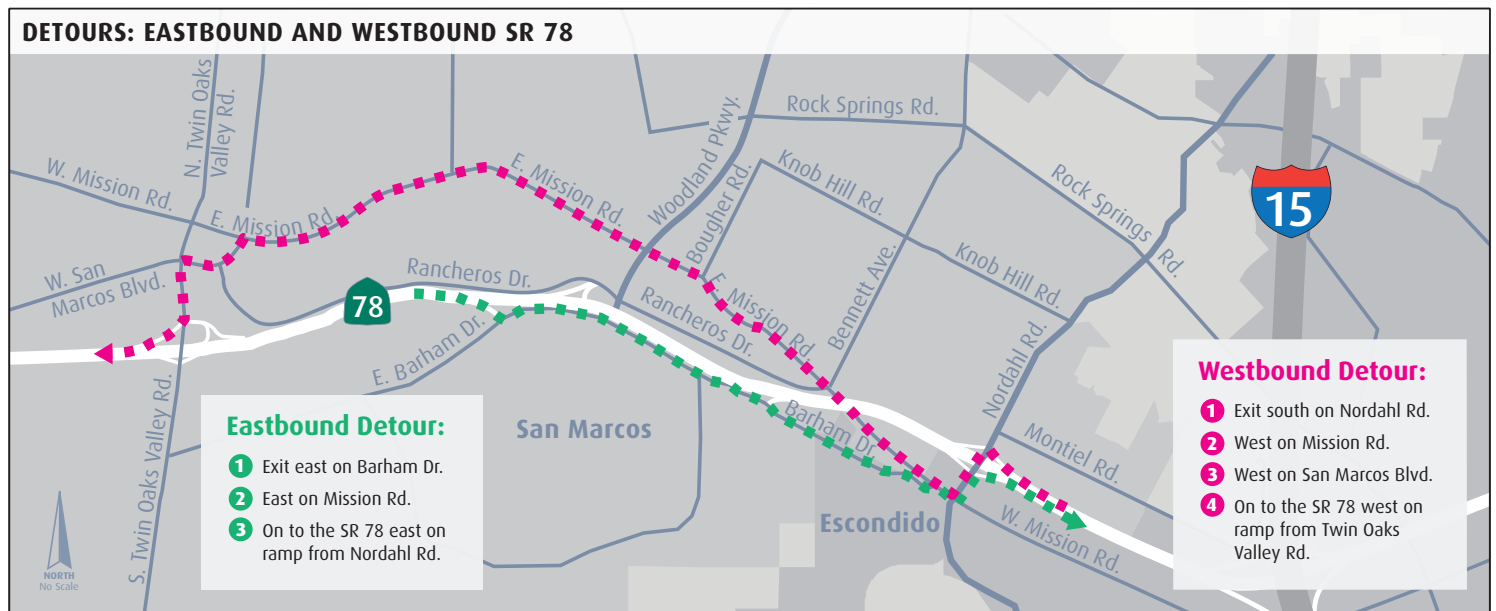 DETOURS: EASTBOUND AND WESTBOUND SR 78
N. Twin Oaks
Valley Rd.
W. Mission Rd.
E. Mission Rd.
E. Mission Rd.
Woodland Pkwy.
Rock Springs Rd.
Bougher Rd.
Knob Hill Rd.
Rock Springs Rd.
15
W. San
Marcos Blvd.
Rancheros Dr.
78
E. Mission Rd.
Bennett Ave.
Knob Hill Rd.
Rancheros Dr.
E. Barham Dr.
Nordahl Rd.
S. Twin Oaks Valley Rd.
San Marcos
Barham Dr.
Montiel Rd.
Escondido
W. Mission Rd.
Eastbound Detour:
1 Exit east on Barham Dr.
2 East on Mission Rd.
3 On to the SR 78 east on
ramp from Nordahl Rd.
Westbound Detour:
1 Exit south on Nordahl Rd.
2 West on Mission Rd.
3 West on San Marcos Blvd.
4 On to the SR 78 west on
ramp from Twin Oaks
Valley Rd.
NORTH
No Scale